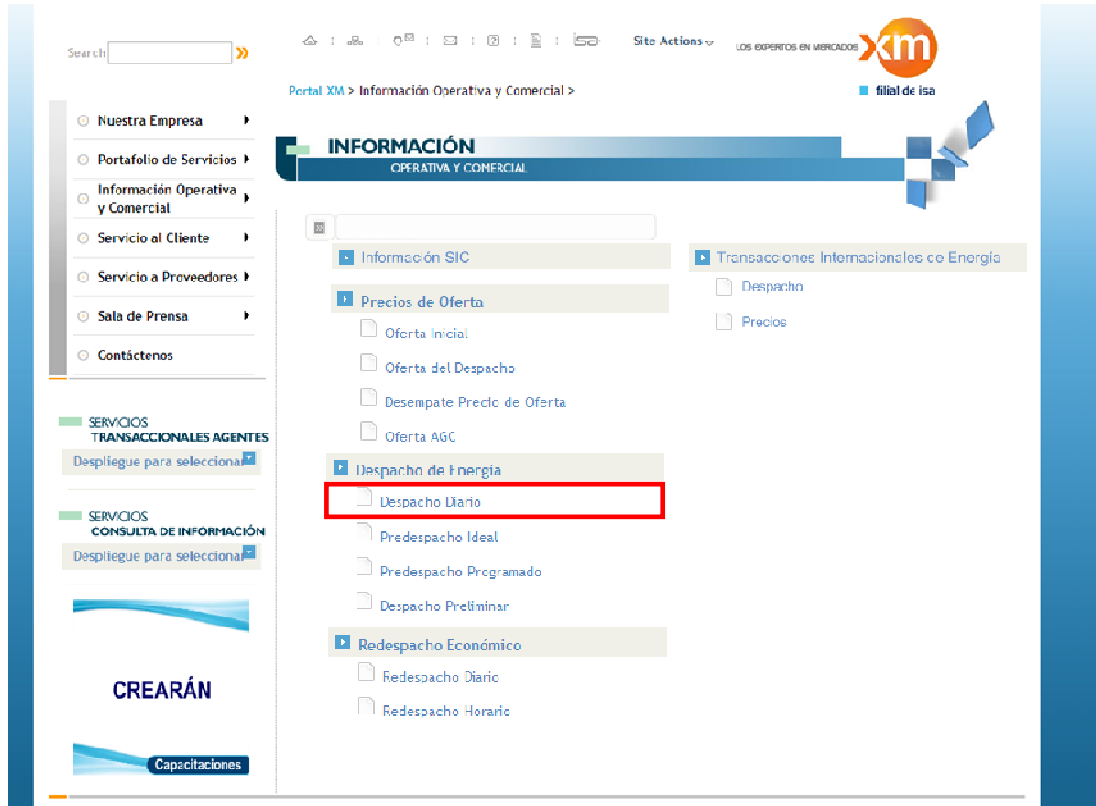 Search
Site Actions
LOS EXPERTOS EN MERCADOS
xm
filial de isa
Portal XM > Información Operativa y Comercial >
Nuestra Empresa
Portafolio de Servicios
Información Operativa
y Comercial
Servicio al Cliente
Servicio a Proveedores
Sala de Prensa
Contáctenos
SERVICIOS
TRANSACCIONALES AGENTES
Despliegue para seleccionar
SERVICIOS
CONSULTA DE INFORMACIÓN
Despliegue para seleccionar
CREARÁN
Capacitaciones
INFORMACIÓN
OPERATIVA Y COMERCIAL
Información SIC
Precios de Oferta
Oferta Inicial
Oferta del Despacho
Desempate Precio de Oferta
Oferta AGC
Despacho de Energía
Despacho Diario
Predespacho Ideal
Predespacho Programado
Despacho Preliminar
Redespacho Económico
Redespacho Diario
Redespacho Horario
Transacciones Internacionales de Energía
Despacho
Precios